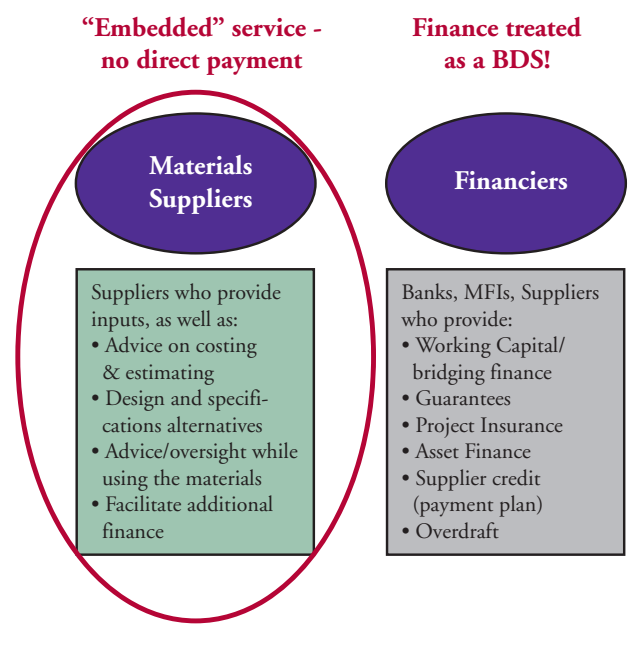 “Embedded” service -
no direct payment
Materials
Suppliers
Suppliers who provide
inputs, as well as:
• Advice on costing
& estimating
• Design and specifi-
cations alternatives
• Advice/oversight while
using the materials
• Facilitate additional
finance
Finance treated
as a BDS!
Financiers
Banks, MFIs, Suppliers
who provide:
• Working Capital/
bridging finance
• Guarantees
• Project Insurance
• Asset Finance
• Supplier credit
(payment plan)
• Overdraft